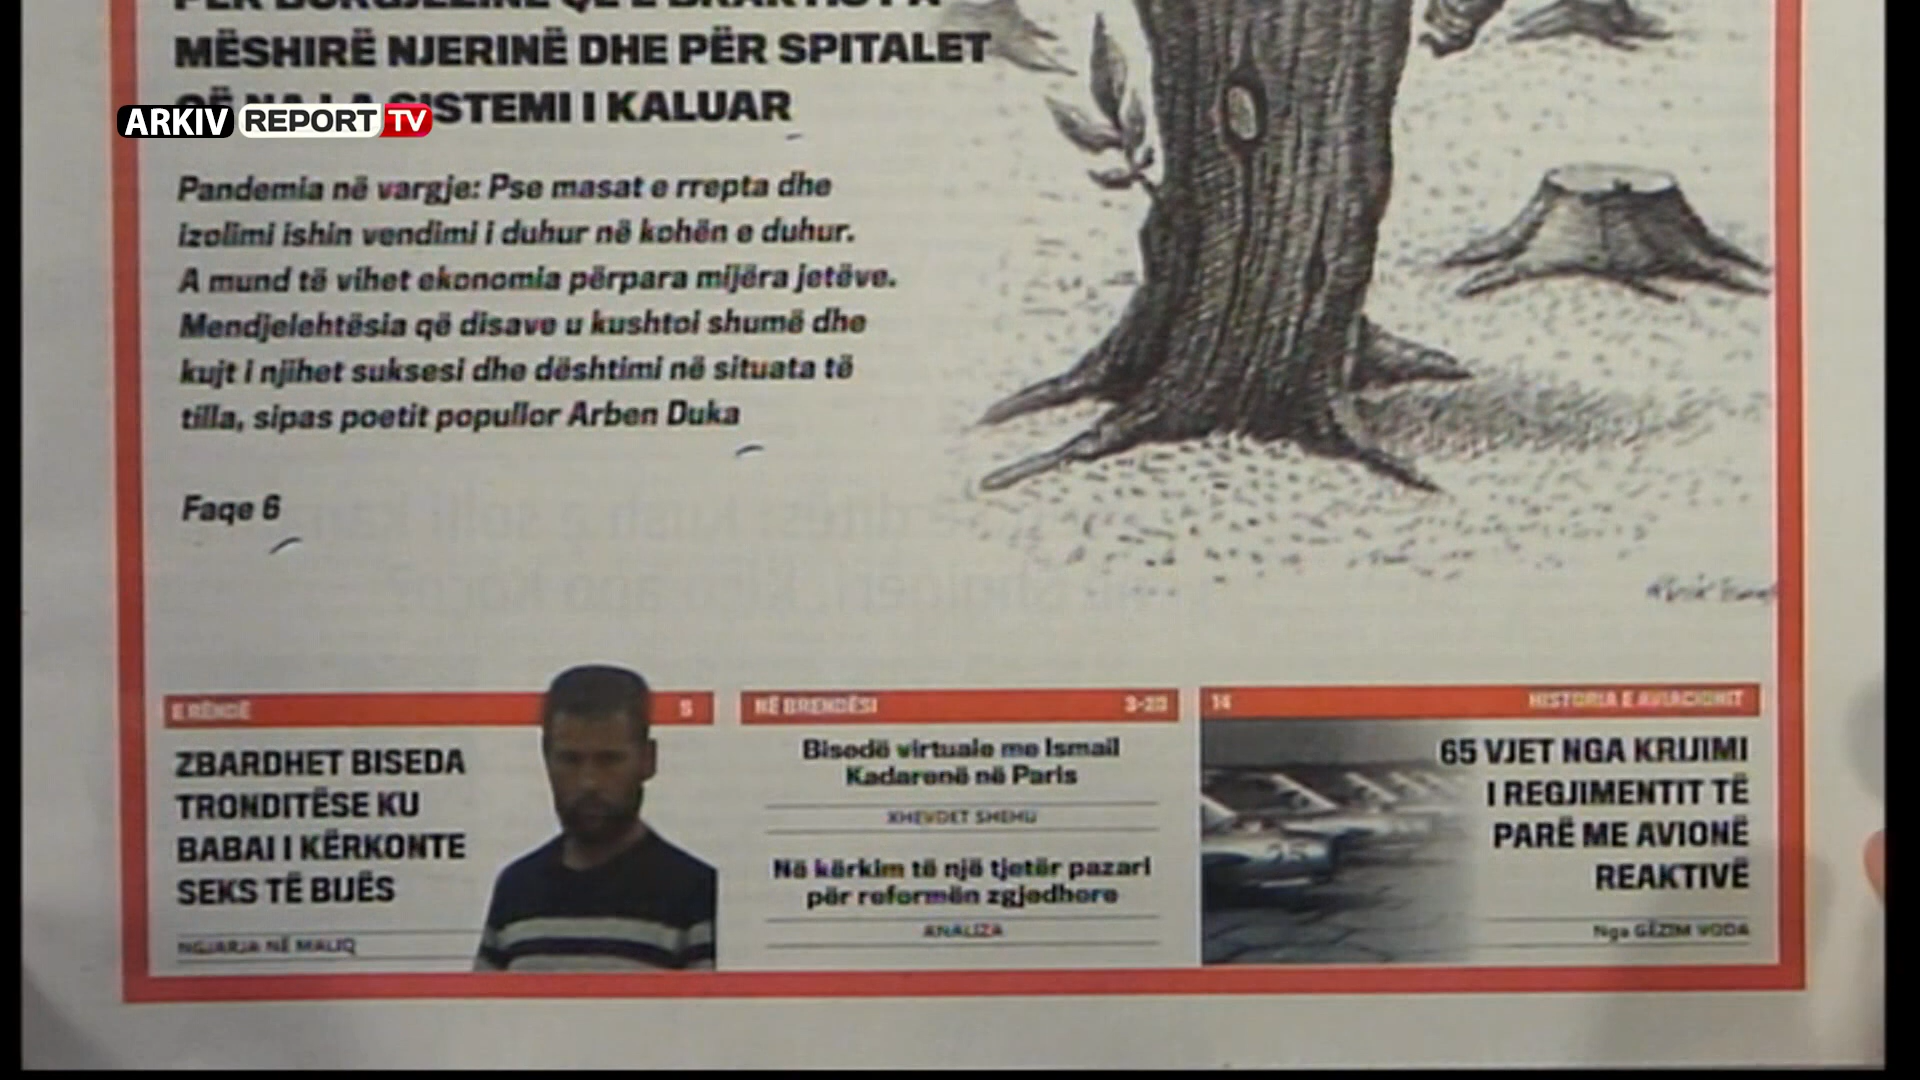 MËSHIRË NJERINË DHE PËR SPITALET
SISTEMI I KALUAR
ARKIV REPORT TV
Pandemia në vargje: Pse masat e rrepta dhe
izolimi ishin vendimi i duhur në kohën e duhur.
A mund të vihet ekonomia përpara mijëra jetëve.
Mendjelehtësia që disave u kushtoi shumë dhe
kujt i njihet suksesi dhe dështimi në situata të
tilla, sipas poetit popullor Arben Duka
Faqe 6
E RËNDË 5
ZBARDHET BISEDA
TRONDITËSE KU
BABAI I KËRKONTE
SEKS TË BIJËS
NGJARJA NË MALIQ
NË BRENDËSI 3-23
Bisedë virtuale me Ismail
Kadarenë në Paris
XHEVDET SHEHU
Në kërkim të një tjetër pazari
për reformën zgjedhore
ANALIZA
14 HISTORIA E AVIACIONIT
65 VJET NGA KRIJIMI
I REGJIMENTIT TË
PARË ME AVIONË
REAKTIVË
Nga GËZIM VODA
25